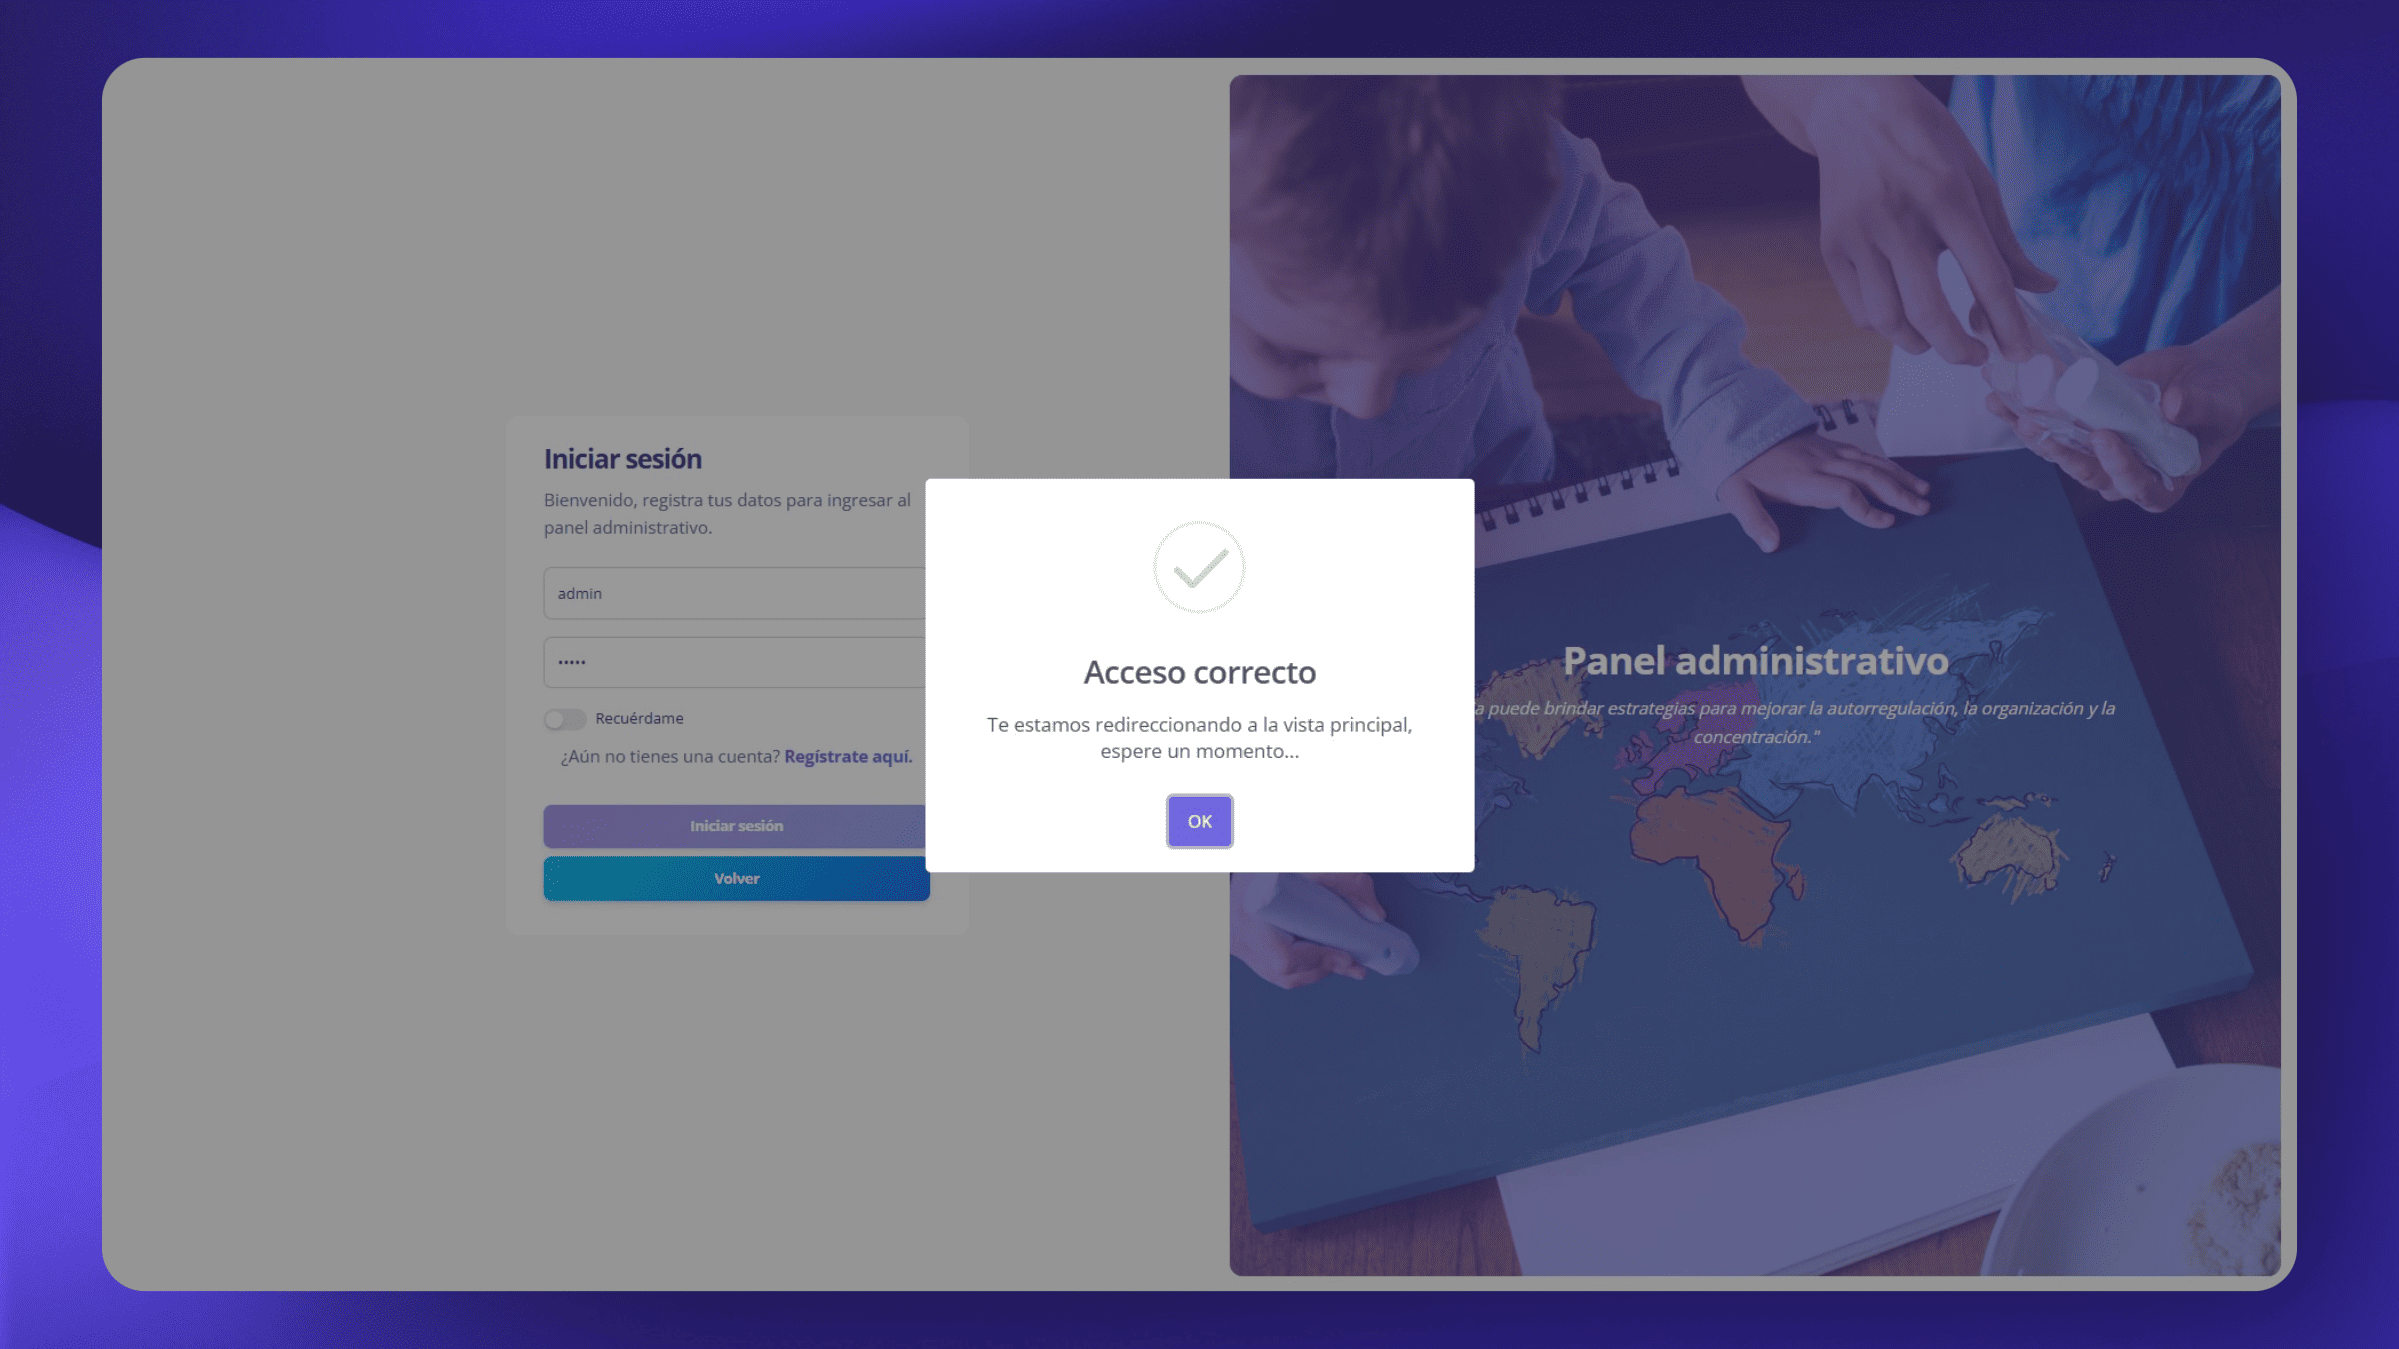 Iniciar sesión
Bienvenido, registra tus datos para ingresar al
panel administrativo.
admin
•••••
Recuérdame
¿Aún no tienes una cuenta? Regístrate aquí.
Iniciar sesión
Volver
Acceso correcto
Te estamos redireccionando a la vista principal,
espere un momento...
OK
Panel administrativo
puede brindar estrategias para mejorar la autorregulación, la organización y la
concentración."